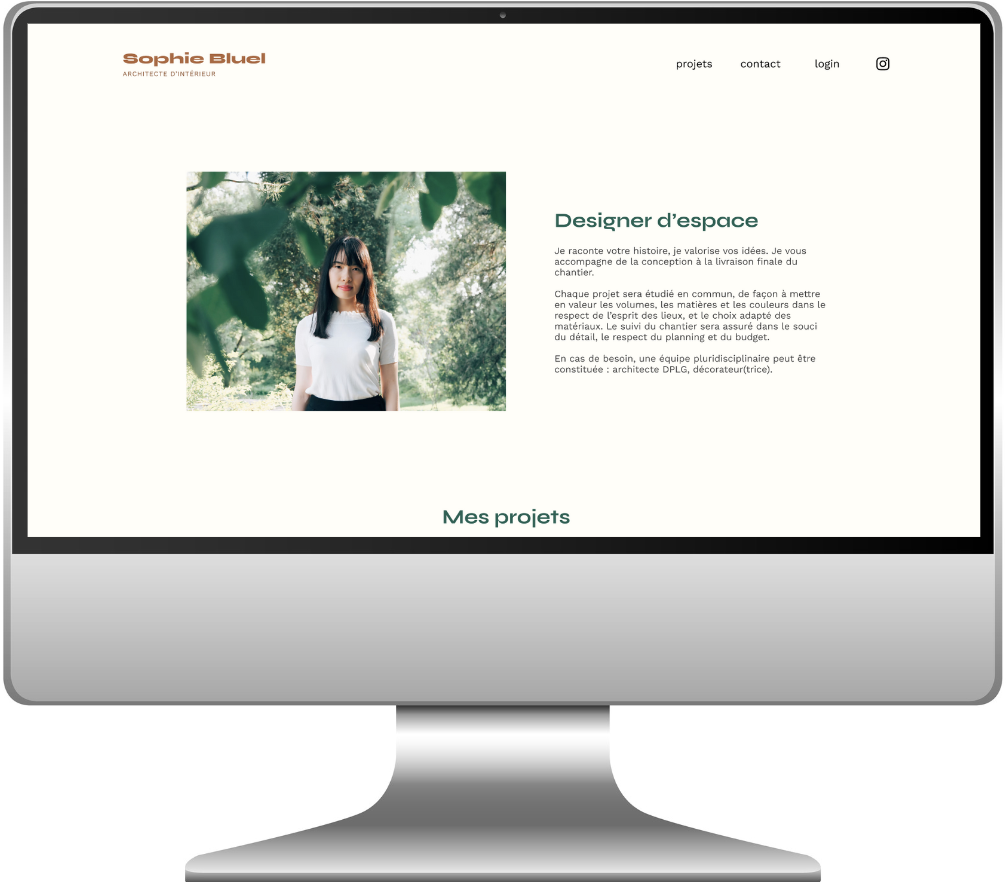 Sophie Bluel
ARCHITECTE D'INTÉRIEUR
projets contact login
Designer d’espace
Je raconte votre histoire, je valorise vos idées. Je vous
accompagne de la conception à la livraison finale du
chantier.
Chaque projet sera étudié en commun, de façon à mettre
en valeur les volumes, les matières et les couleurs dans le
respect de l’esprit des lieux, et le choix adapté des
matériaux. Le suivi du chantier sera assuré dans le souci
du détail, le respect du planning et du budget.
En cas de besoin, une équipe pluridisciplinaire peut être
constituée : architecte DPLG, décorateur(trice).
Mes projets